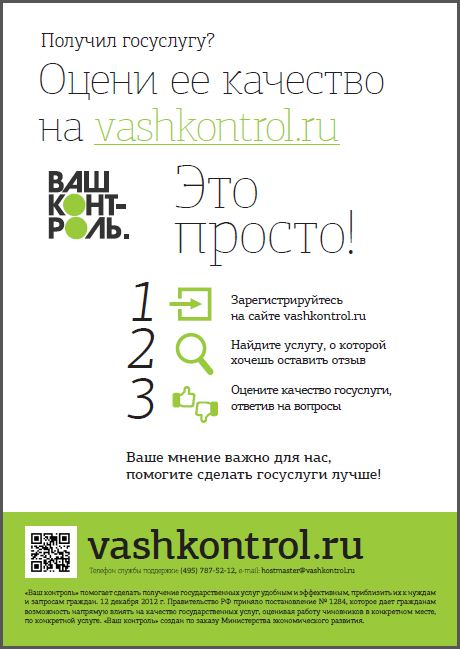 Получил госуслугу?
Оцени ее качество
на vashkontrol.ru
ВАШ
КОНТ-
РОЛЬ.
Это
просто!
1
Зарегистрируйтесь
на сайте vashkontrol.ru
2
Найдите услугу, о которой
хочешь оставить отзыв
3
Оцените качество госуслуги,
ответив на вопросы
Ваше мнение важно для нас,
помогите сделать госуслуги лучше!
vashkontrol.ru
Телефон службы поддержки: (495) 787-52-12, e-mail: hostmaster@vashkontrol.ru
«Ваш контроль» помогает сделать получение государственных услуг удобным и эффективным, приблизить их к нуждам
и запросам граждан. 12 декабря 2012 г. Правительство РФ приняло постановление № 1284, которое дает гражданам
возможность напрямую влиять на качество государственных услуг, оценивая работу чиновников в конкретном месте,
по конкретной услуге. «Ваш контроль» создан по заказу Министерства экономического развития.